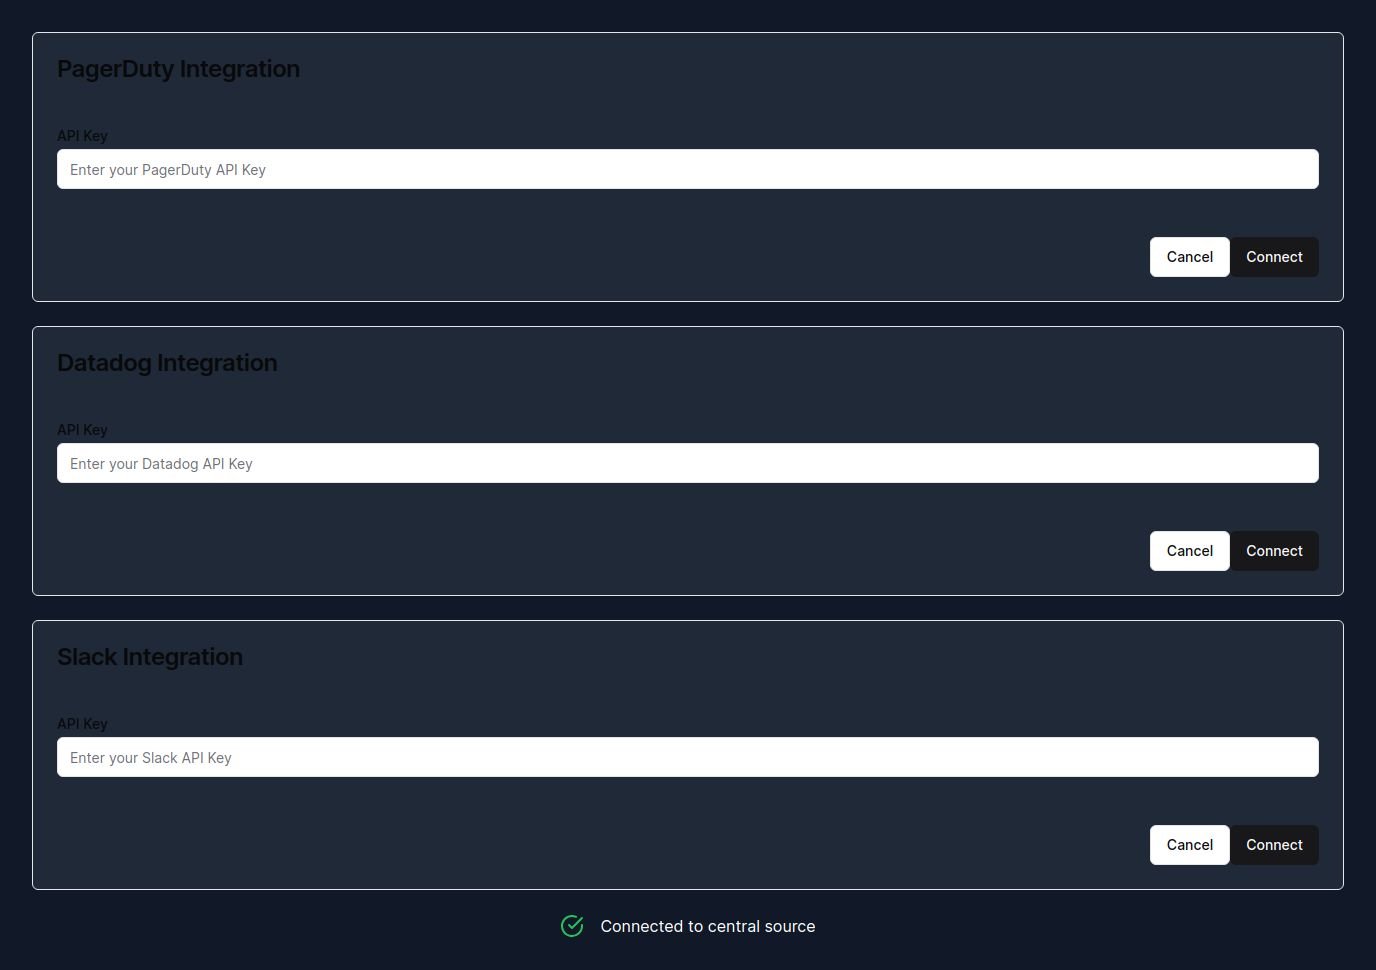 PagerDuty Integration
API Key
Enter your PagerDuty API Key
Cancel Connect
Datadog Integration
API Key
Enter your Datadog API Key
Cancel Connect
Slack Integration
API Key
Enter your Slack API Key
Cancel Connect
Connected to central source